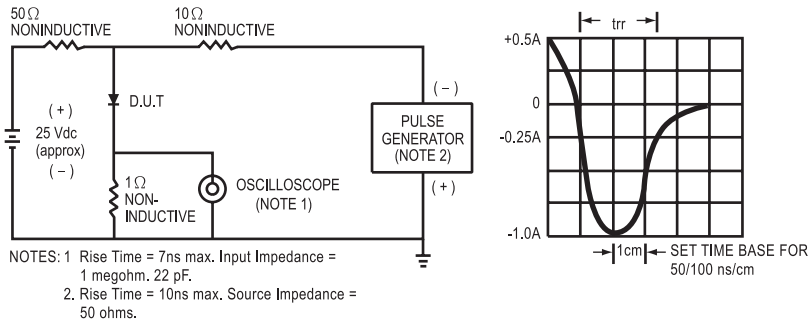 50Ω
NONINDUCTIVE
10Ω
NONINDUCTIVE
D.U.T
(+)
25 Vdc
(approx)
(−)
1Ω
NON-
INDUCTIVE
OSCILLOSCOPE
(NOTE 1)
(−)
PULSE
GENERATOR
(NOTE 2)
(+)
NOTES: 1 Rise Time = 7ns max. Input Impedance =
1 megohm. 22 pF.
2. Rise Time = 10ns max. Source Impedance =
50 ohms.
trr
+0.5A
0
-0.25A
-1.0A
1cm
SET TIME BASE FOR
50/100 ns/cm